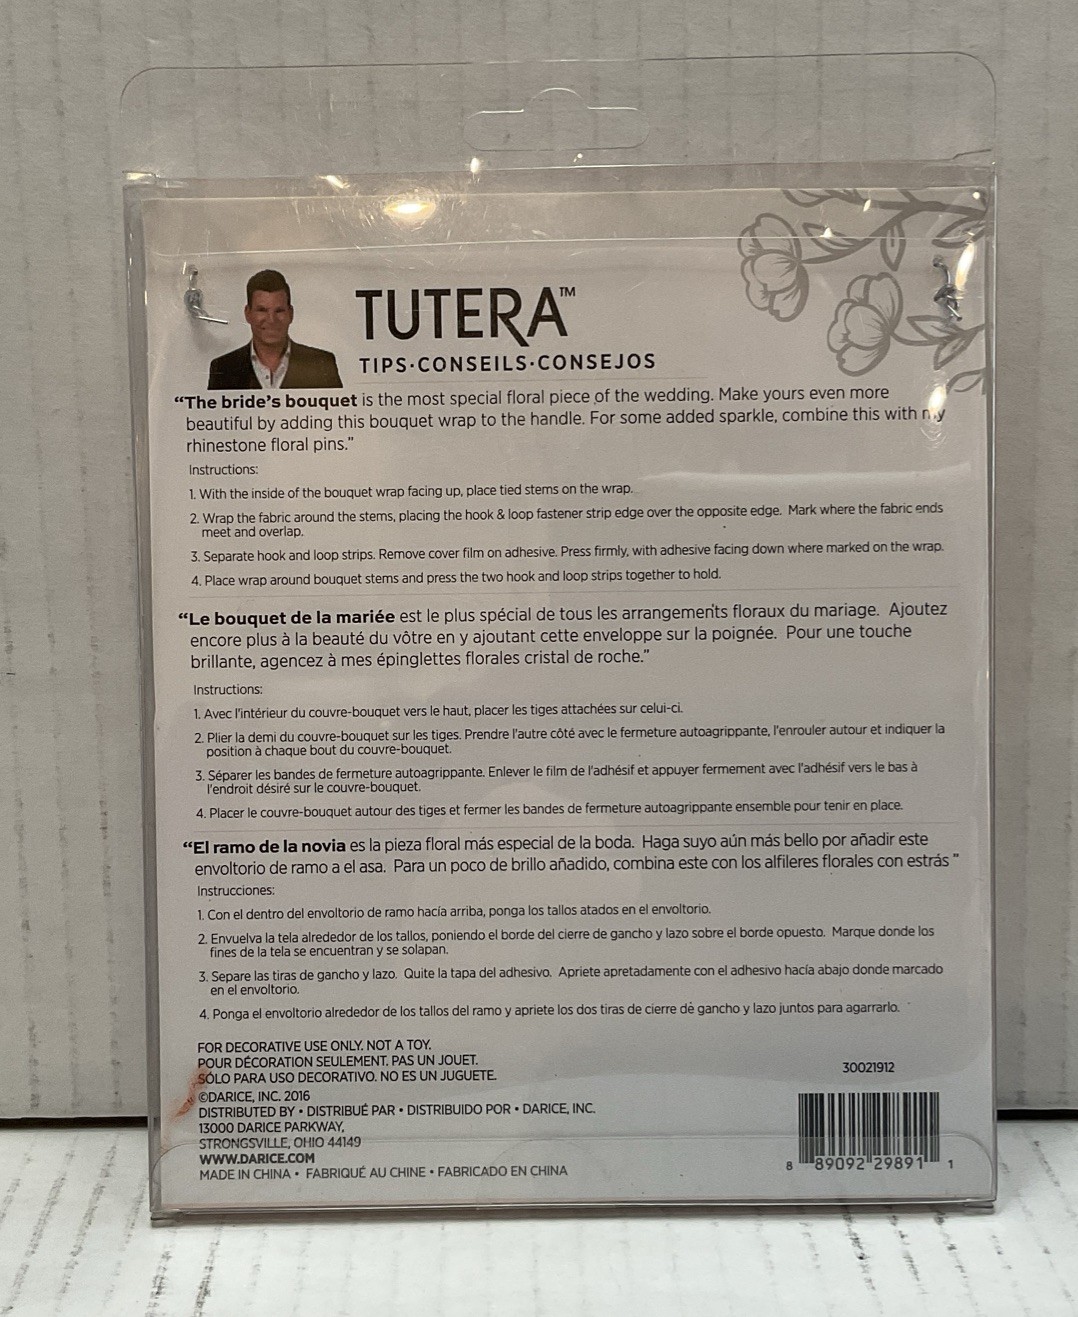 TUTERA™
TIPS·CONSEILS·CONSEJOS
“The bride’s bouquet is the most special floral piece of the wedding. Make yours even more
beautiful by adding this bouquet wrap to the handle. For some added sparkle, combine this with my
rhinestone floral pins.”
Instructions:
1. With the inside of the bouquet wrap facing up, place tied stems on the wrap.
2. Wrap the fabric around the stems, placing the hook & loop fastener strip edge over the opposite edge. Mark where the fabric ends
meet and overlap.
3. Separate hook and loop strips. Remove cover film on adhesive. Press firmly, with adhesive facing down where marked on the wrap.
4. Place wrap around bouquet stems and press the two hook and loop strips together to hold.
“Le bouquet de la mariée est le plus spécial de tous les arrangements floraux du mariage. Ajoutez
encore plus à la beauté du vôtre en y ajoutant cette enveloppe sur la poignée. Pour une touche
brillante, agencez à mes épinglettes florales cristal de roche.”
Instructions:
1. Avec l'intérieur du couvre-bouquet vers le haut, placer les tiges attachées sur celui-ci.
2. Plier la demi du couvre-bouquet sur les tiges. Prendre l'autre côté avec le fermeture autoagrippante, l'enrouler autour et indiquer la
position à chaque bout du couvre-bouquet.
3. Séparer les bandes de fermeture autoagrippante. Enlever le film de l'adhésif et appuyer fermement avec l'adhésif vers le bas à
l'endroit désiré sur le couvre-bouquet.
4. Placer le couvre-bouquet autour des tiges et fermer les bandes de fermeture autoagrippante ensemble pour tenir en place.
“El ramo de la novia es la pieza floral más especial de la boda. Haga suyo aún más bello por añadir este
envoltorio de ramo a el asa. Para un poco de brillo añadido, combina este con los alfileres florales con estrás ”
Instrucciones:
1. Con el dentro del envoltorio de ramo hacía arriba, ponga los tallos atados en el envoltorio.
2. Envuelva la tela alrededor de los tallos, poniendo el borde del cierre de gancho y lazo sobre el borde opuesto. Marque donde los
fines de la tela se encuentran y se solapan.
3. Separe las tiras de gancho y lazo. Quite la tapa del adhesivo. Apriete apretadamente con el adhesivo hacía abajo donde marcado
en el envoltorio.
4. Ponga el envoltorio alrededor de los tallos del ramo y apriete los dos tiras de cierre de gancho y lazo juntos para agarrarlo.
FOR DECORATIVE USE ONLY. NOT A TOY.
POUR DÉCORATION SEULEMENT. PAS UN JOUET.
SÓLO PARA USO DECORATIVO. NO ES UN JUGUETE.
©DARICE, INC. 2016
DISTRIBUTED BY • DISTRIBUÉ PAR • DISTRIBUIDO POR • DARICE, INC.
13000 DARICE PARKWAY,
STRONGSVILLE, OHIO 44149
WWW.DARICE.COM
MADE IN CHINA • FABRIQUÉ AU CHINE • FABRICADO EN CHINA
30021912
8 89092 29891 1